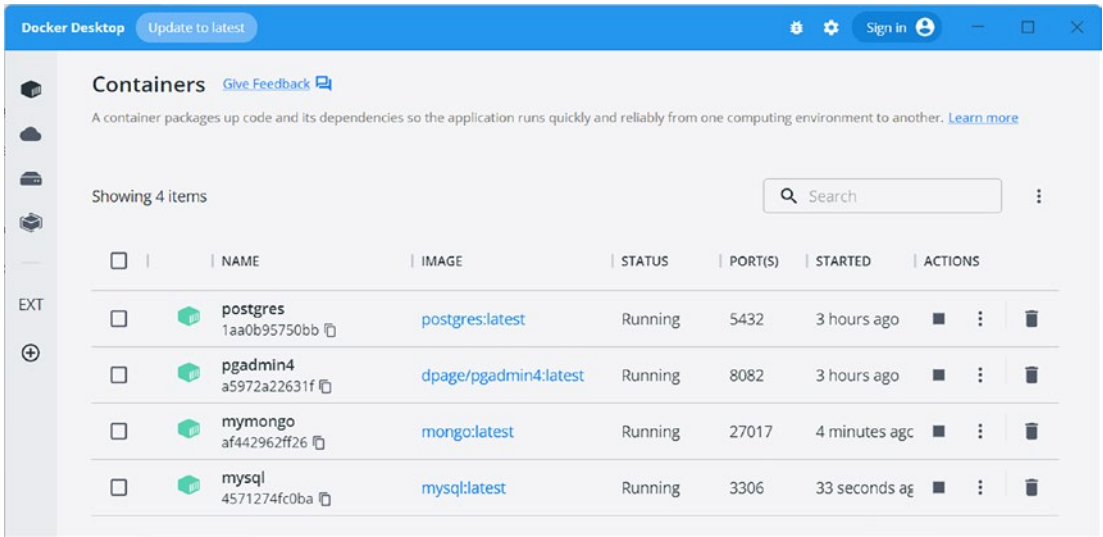 Docker Desktop Update to latest Sign in
Containers Give Feedback
A container packages up code and its dependencies so the application runs quickly and reliably from one computing environment to another. Learn more
Showing 4 items Search
NAME IMAGE STATUS PORT(S) STARTED ACTIONS
EXT
postgres
1aa0b95750bb
postgres:latest Running 5432 3 hours ago
pgadmin4
a5972a22631f
dpage/pgadmin4:latest Running 8082 3 hours ago
mymongo
af442962ff26
mongo:latest Running 27017 4 minutes agc
mysql
4571274fc0ba
mysql:latest Running 3306 33 seconds ag